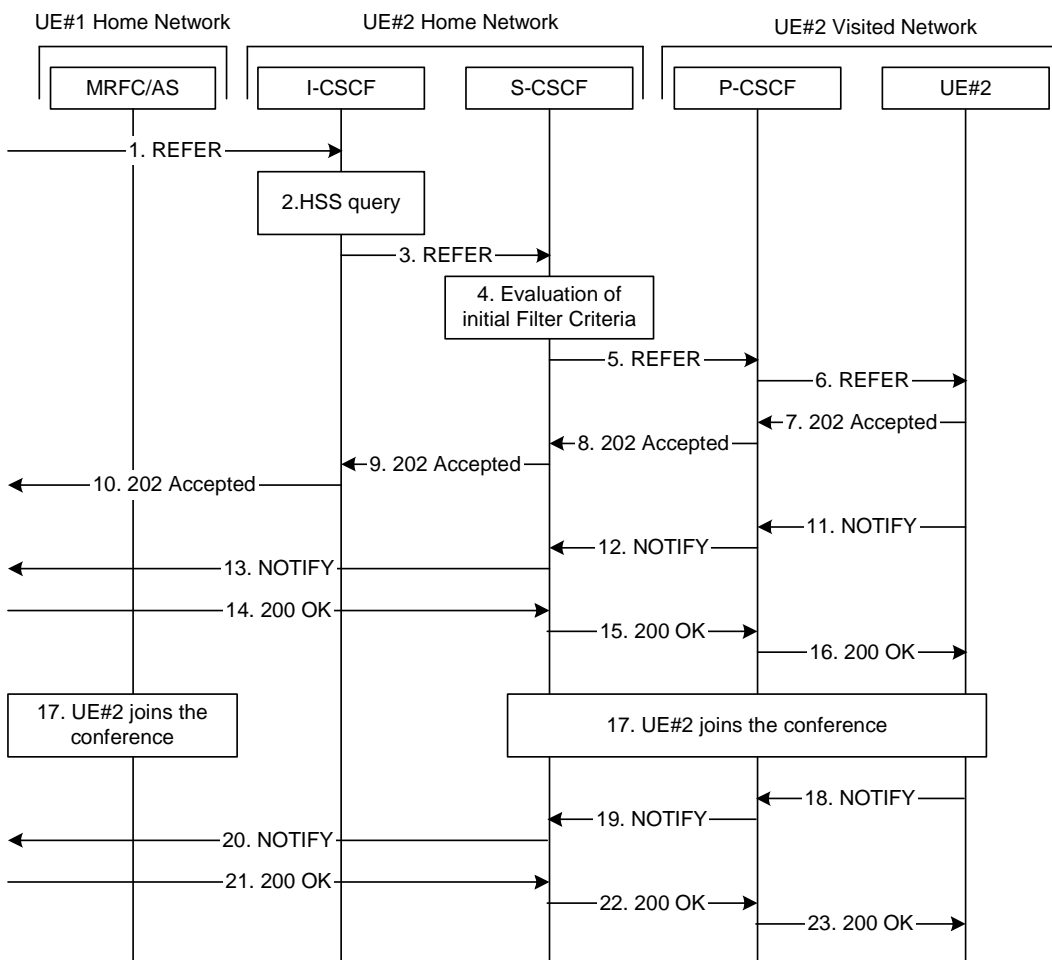 UE#1 Home Network
UE#2 Home Network
UE#2 Visited Network
MRFC/AS
I-CSCF
S-CSCF
P-CSCF
UE#2
1. REFER
2.HSS query
3. REFER
4. Evaluation of
initial Filter Criteria
5. REFER
6. REFER
7. 202 Accepted
8. 202 Accepted
9. 202 Accepted
10. 202 Accepted
11. NOTIFY
12. NOTIFY
13. NOTIFY
14. 200 OK
15. 200 OK
16. 200 OK
17. UE#2 joins the
conference
17. UE#2 joins the conference
18. NOTIFY
19. NOTIFY
20. NOTIFY
21. 200 OK
22. 200 OK
23. 200 OK